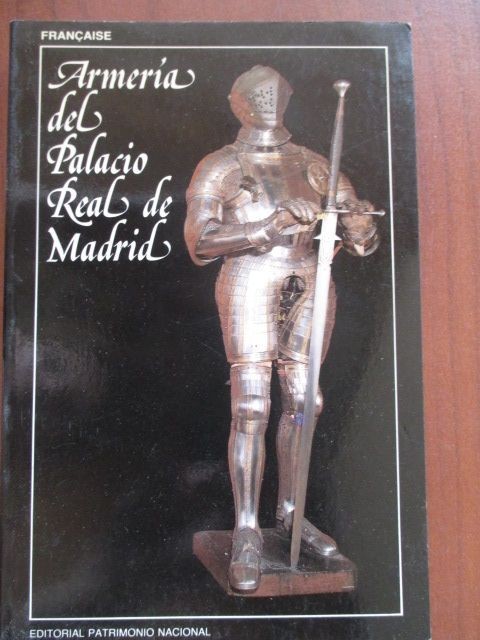 FRANÇAISE
Armería
del
Palacio
Real de
Madrid
EDITORIAL PATRIMONIO NACIONAL